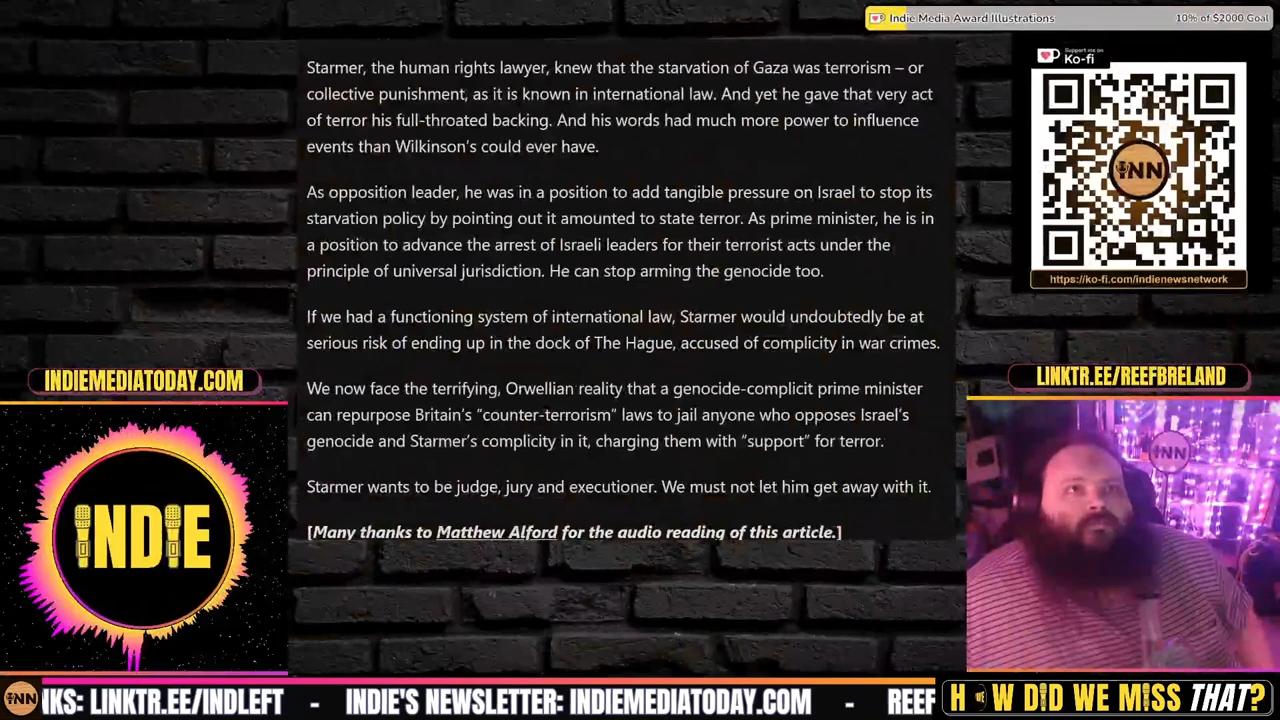 Indie Media Award Illustrations
10% of $2000 Goal
Support me on
Ko-fi
INN
https://ko-fi.com/indienewsnetwork
Starmer, the human rights lawyer, knew that the starvation of Gaza was terrorism – or
collective punishment, as it is known in international law. And yet he gave that very act
of terror his full-throated backing. And his words had much more power to influence
events than Wilkinson's could ever have.
As opposition leader, he was in a position to add tangible pressure on Israel to stop its
starvation policy by pointing out it amounted to state terror. As prime minister, he is in
a position to advance the arrest of Israeli leaders for their terrorist acts under the
principle of universal jurisdiction. He can stop arming the genocide too.
If we had a functioning system of international law, Starmer would undoubtedly be at
serious risk of ending up in the dock of The Hague, accused of complicity in war crimes.
We now face the terrifying, Orwellian reality that a genocide-complicit prime minister
can repurpose Britain's "counter-terrorism" laws to jail anyone who opposes Israel's
genocide and Starmer's complicity in it, charging them with "support" for terror.
Starmer wants to be judge, jury and executioner. We must not let him get away with it.
[Many thanks to Matthew Alford for the audio reading of this article.]
INDIEMEDIATODAY.COM
INDIE
LINKTR.EE/REEFBRELAND
INN
INN
NKS: LINKTR.EE/INDLEFT - INDIE'S NEWSLETTER: INDIEMEDIATODAY.COM - REEF
HOW DID WE MISS THAT?